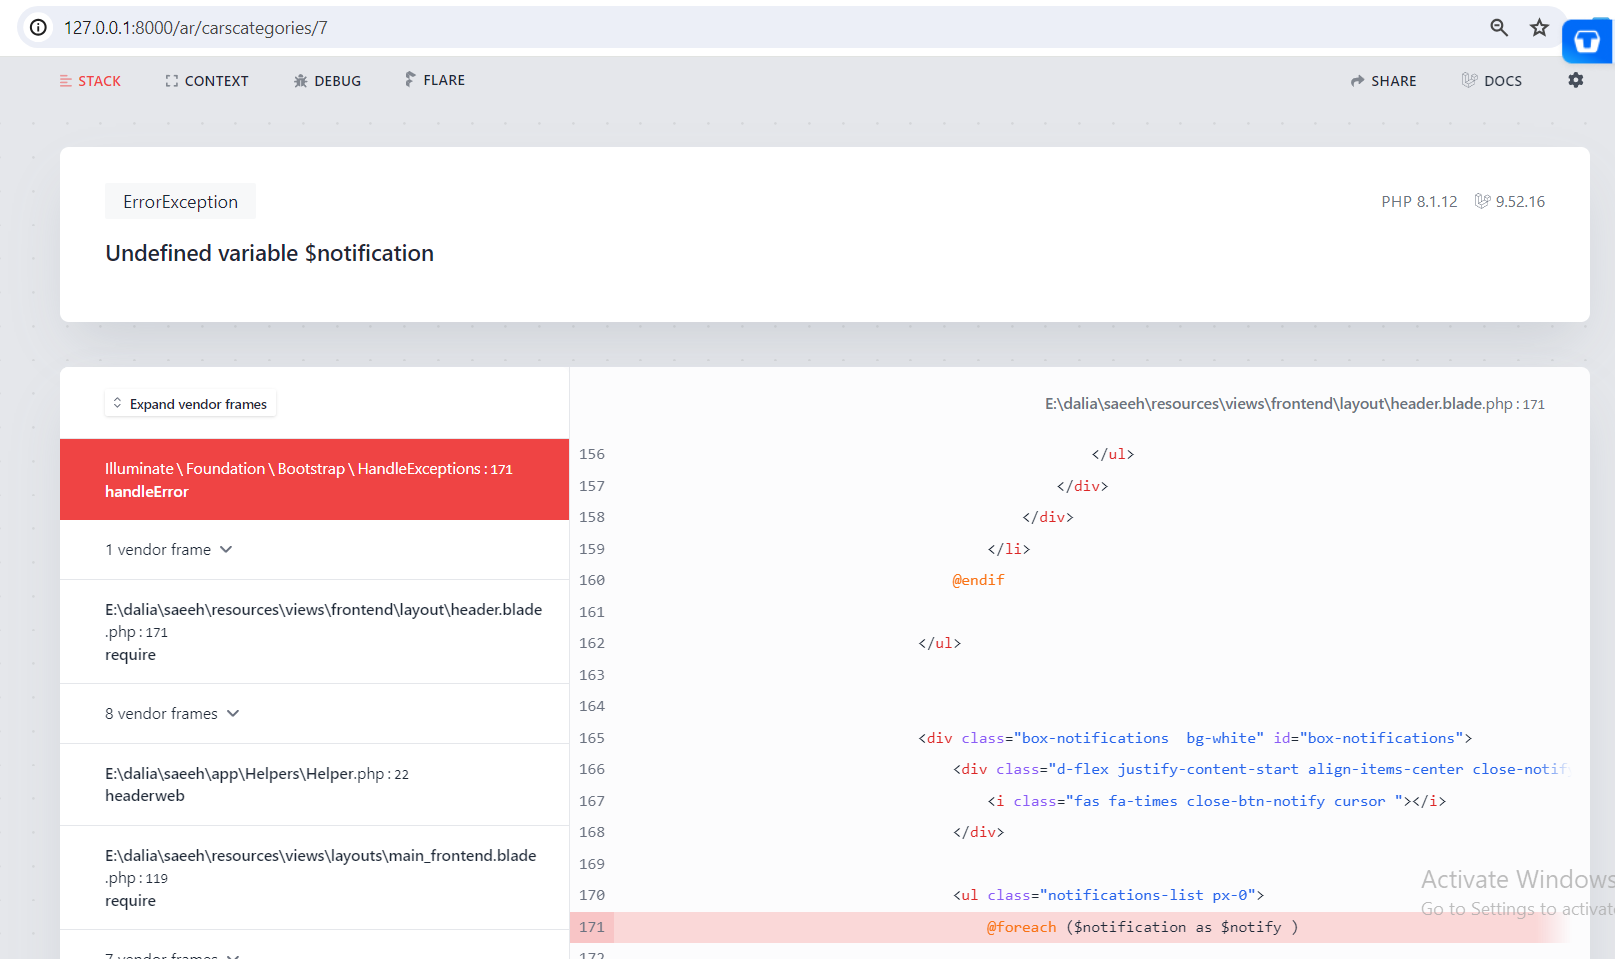 127.0.0.1:8000/ar/carscategories/7
STACK CONTEXT DEBUG FLARE SHARE DOCS
ErrorException PHP 8.1.12 9.52.16
Undefined variable $notification
Expand vendor frames
Illuminate \ Foundation \ Bootstrap \ HandleExceptions : 171
handleError
1 vendor frame
E:\dalia\saeeh\resources\views\frontend\layout\header.blade
.php : 171
require
8 vendor frames
E:\dalia\saeeh\app\Helpers\Helper.php : 22
headerweb
E:\dalia\saeeh\resources\views\layouts\main_frontend.blade
.php : 119
require
7 vendor frames
E:\dalia\saeeh\resources\views\frontend\layout\header.blade.php : 171
156 </ul>
157 </div>
158 </div>
159 </li>
160 @endif
161
162 </ul>
163
164
165 <div class="box-notifications  bg-white" id="box-notifications">
166 <div class="d-flex justify-content-start align-items-center close-notify
167 <i class="fas fa-times close-btn-notify cursor "></i>
168 </div>
169
170 <ul class="notifications-list px-0">
171 @foreach ($notification as $notify )
172
Activate Windows
Go to Settings to activate